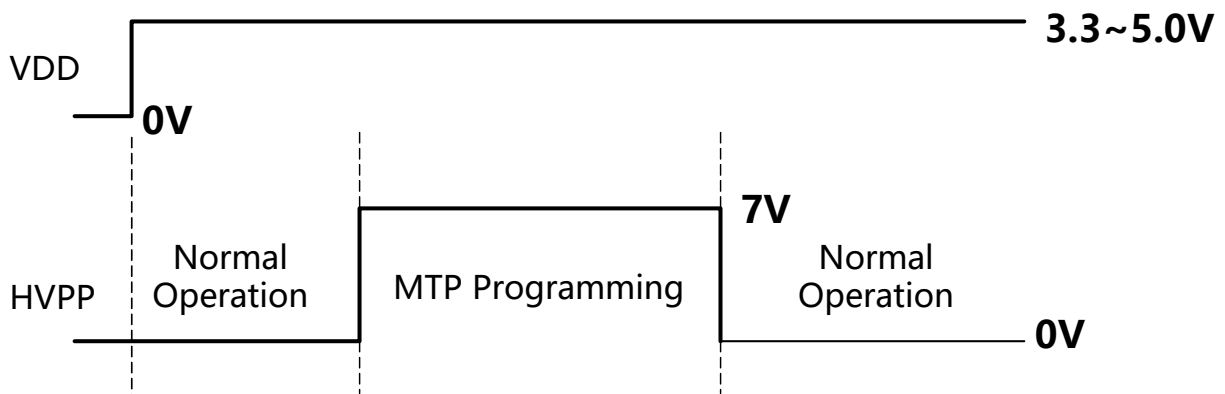 3.3~5.0V
VDD
0V
7V
Normal
Operation
MTP Programming
Normal
Operation
HVPP
0V